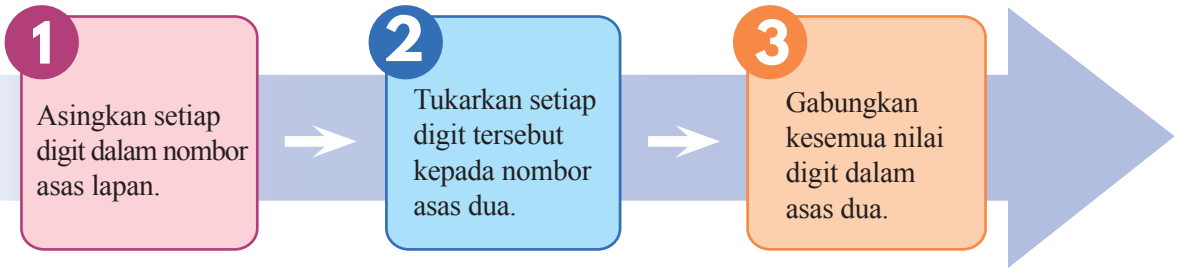 1
Asingkan setiap
digit dalam nombor
asas lapan.
2
Tukarkan setiap
digit tersebut
kepada nombor
asas dua.
3
Gabungkan
kesemua nilai
digit dalam
asas dua.